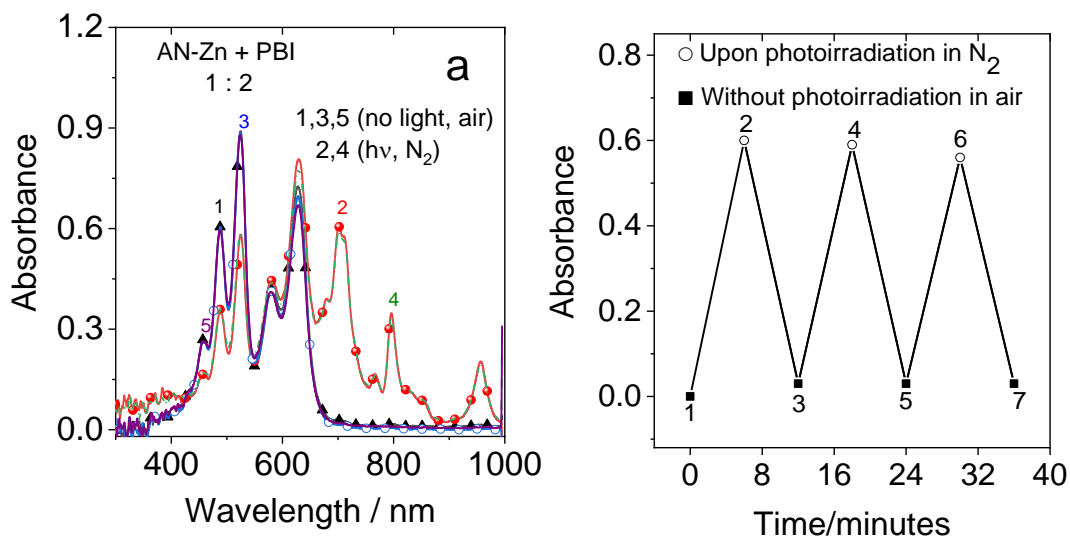 AN-Zn + PBI
1 : 2
a
1,3,5 (no light, air)
2,4 (hν, N2)
1.2
0.9
0.6
0.3
0.0
1
3
5
2
4
400
600
800
1000
Absorbance
Wavelength / nm
○ Upon photoirradiation in N2
■ Without photoirradiation in air
0.8
0.6
0.4
0.2
0.0
1
2
3
4
5
6
7
0
8
16
24
32
40
Absorbance
Time/minutes